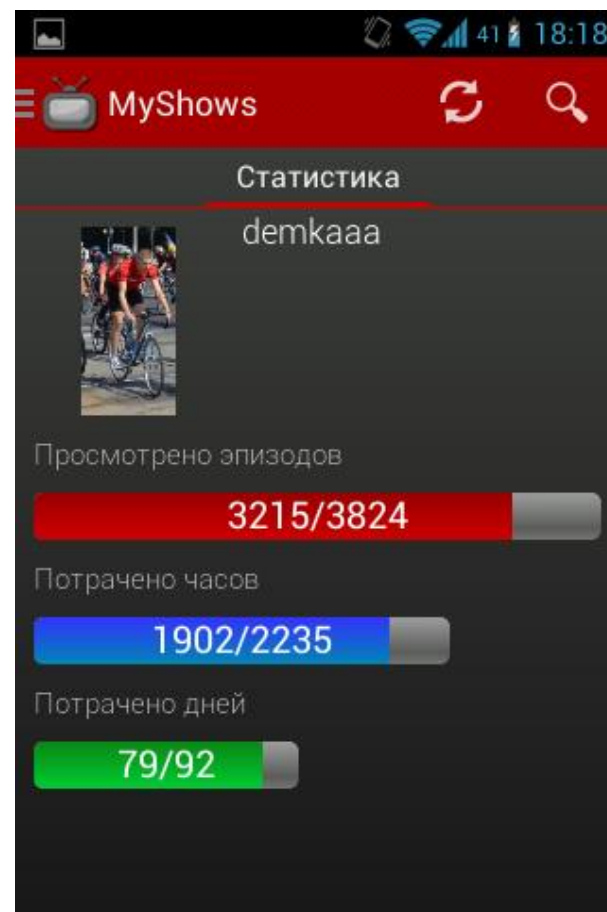 41 18:18
MyShows
Статистика
demkaaa
Просмотрено эпизодов
3215/3824
Потрачено часов
1902/2235
Потрачено дней
79/92